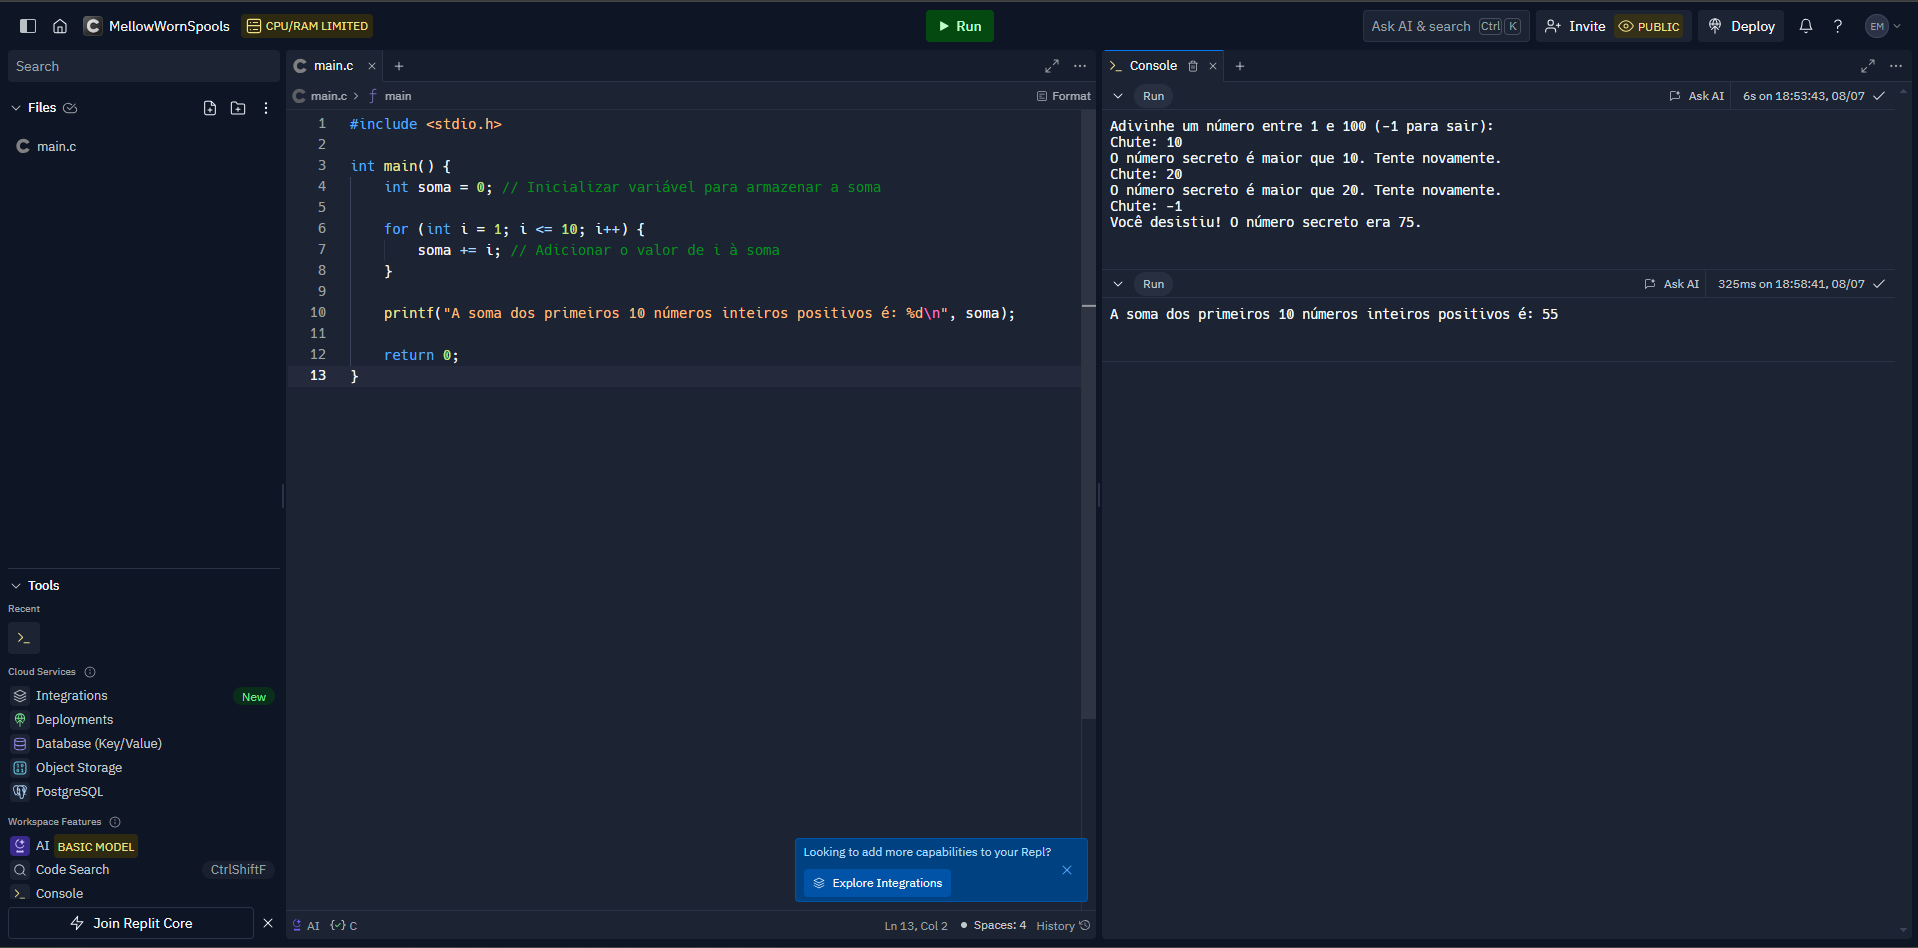 MellowWornSpools
CPU/RAM LIMITED
Run
Ask AI & search Ctrl K
Invite
PUBLIC
Deploy
EM
Search
Files
main.c
Tools
Recent
Cloud Services
Integrations New
Deployments
Database (Key/Value)
Object Storage
PostgreSQL
Workspace Features
AI BASIC MODEL
Code Search CtrlShiftF
Console
Join Replit Core
main.c
main.c > main
Format
1 #include <stdio.h>
2
3 int main() {
4 int soma = 0; // Inicializar variável para armazenar a soma
5
6 for (int i = 1; i <= 10; i++) {
7 soma += i; // Adicionar o valor de i à soma
8 }
9
10 printf("A soma dos primeiros 10 números inteiros positivos é: %d\n", soma);
11
12 return 0;
13 }
Looking to add more capabilities to your Repl?
Explore Integrations
AI C
Ln 13, Col 2 Spaces: 4 History
Console
Run Ask AI 6s on 18:53:43, 08/07
Adivinhe um número entre 1 e 100 (-1 para sair):
Chute: 10
O número secreto é maior que 10. Tente novamente.
Chute: 20
O número secreto é maior que 20. Tente novamente.
Chute: -1
Você desistiu! O número secreto era 75.
Run Ask AI 325ms on 18:58:41, 08/07
A soma dos primeiros 10 números inteiros positivos é: 55